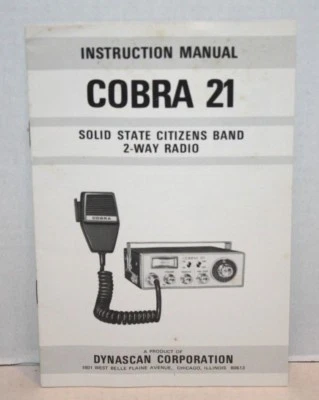 INSTRUCTION MANUAL
COBRA 21
SOLID STATE CITIZENS BAND
2-WAY RADIO
COBRA
A PRODUCT OF
DYNASCAN CORPORATION
1801 WEST BELLE PLAINE AVENUE, CHICAGO, ILLINOIS 60613